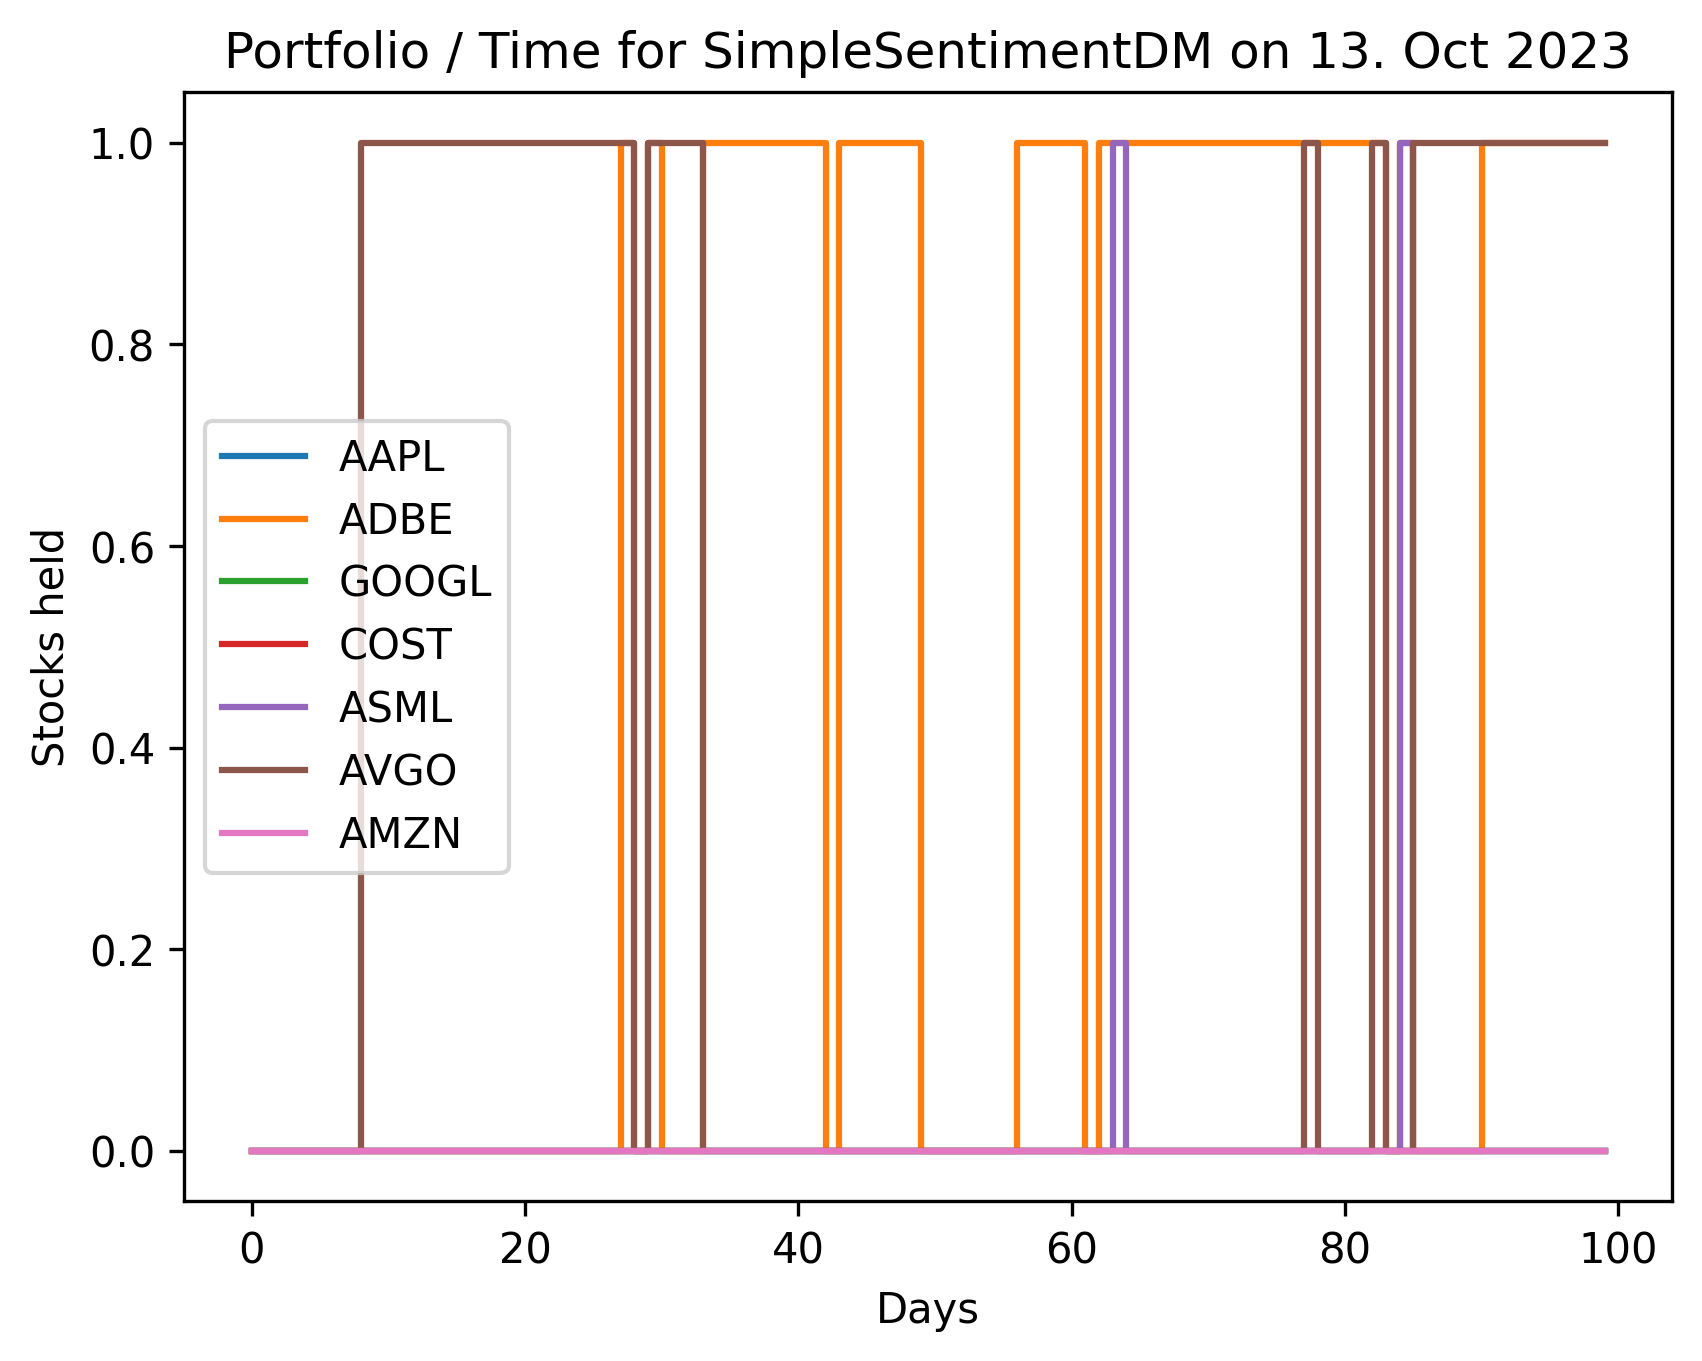 Portfolio / Time for SimpleSentimentDM on 13. Oct 2023
1.0
0.8
0.6
0.4
0.2
0.0
Stocks held
AAPL
ADBE
GOOGL
COST
ASML
AVGO
AMZN
0 20 40 60 80 100
Days